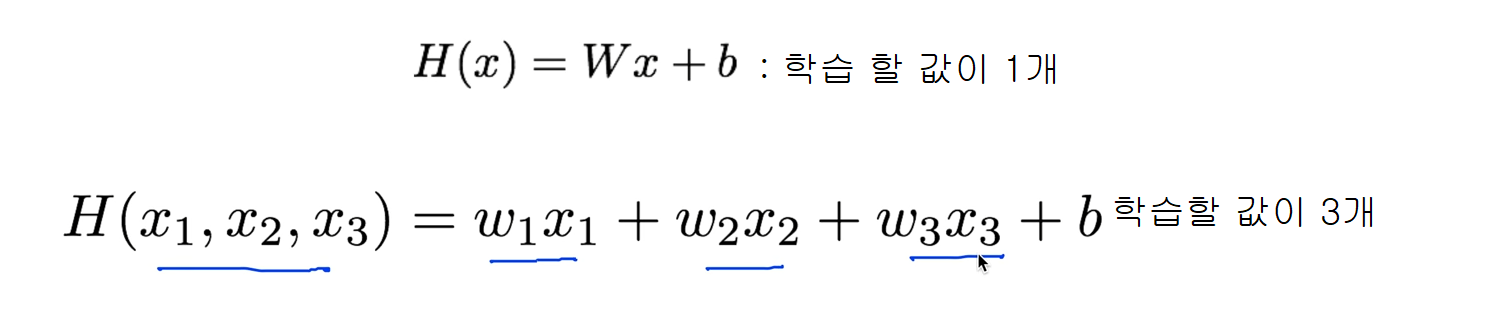 H(x) = Wx + b : 학습 할 값이 1개
H(x₁, x₂, x₃) = w₁x₁ + w₂x₂ + w₃x₃ + b 학습할 값이 3개